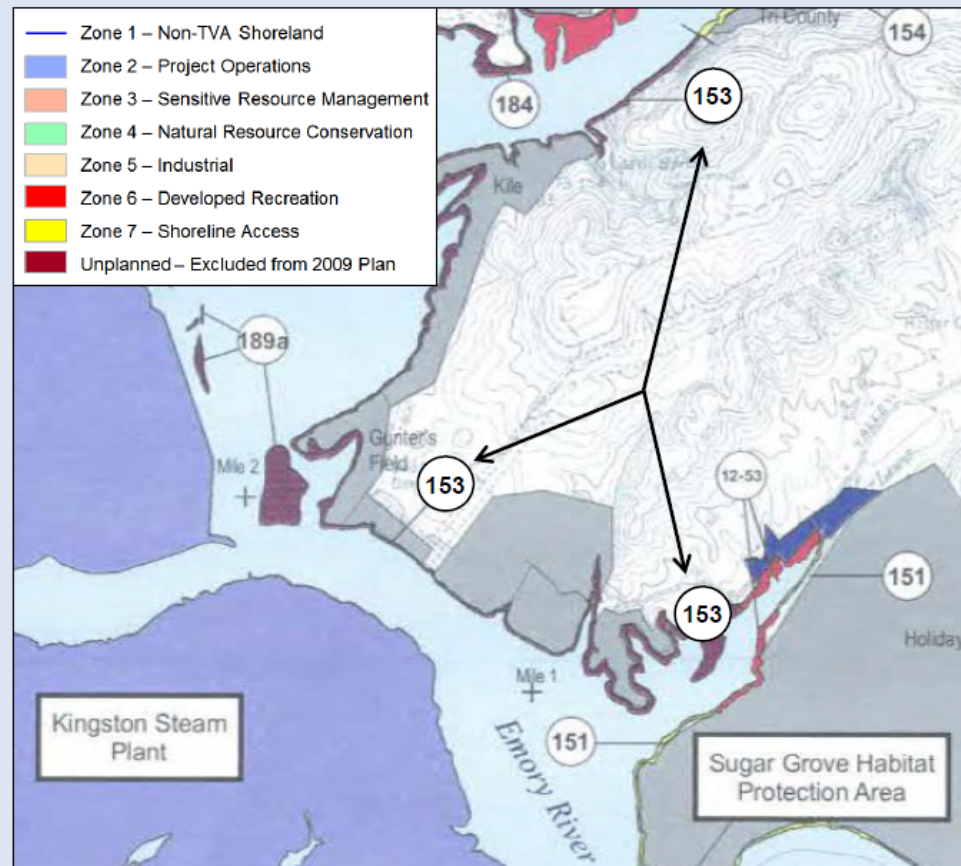 Zone 1 – Non-TVA Shoreland
Zone 2 – Project Operations
Zone 3 – Sensitive Resource Management
Zone 4 – Natural Resource Conservation
Zone 5 – Industrial
Zone 6 – Developed Recreation
Zone 7 – Shoreline Access
Unplanned – Excluded from 2009 Plan
Tri County
154
184
153
Kile
189a
Gunter's
Field
Mile 2
153
12-53
151
153
Holiday
Mile 1
Kingston Steam
Plant
151
Emory River
Sugar Grove Habitat
Protection Area